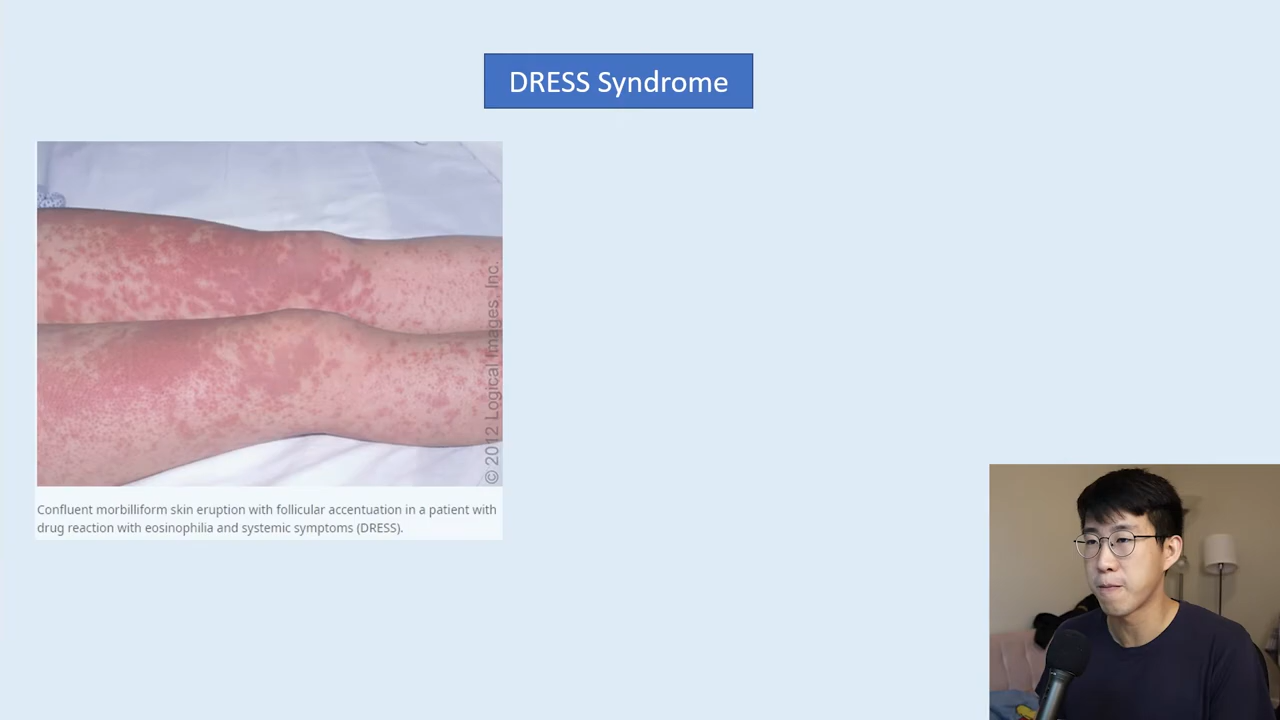 DRESS Syndrome
© 2012 Logical Images, Inc.
Confluent morbilliform skin eruption with follicular accentuation in a patient with
drug reaction with eosinophilia and systemic symptoms (DRESS).